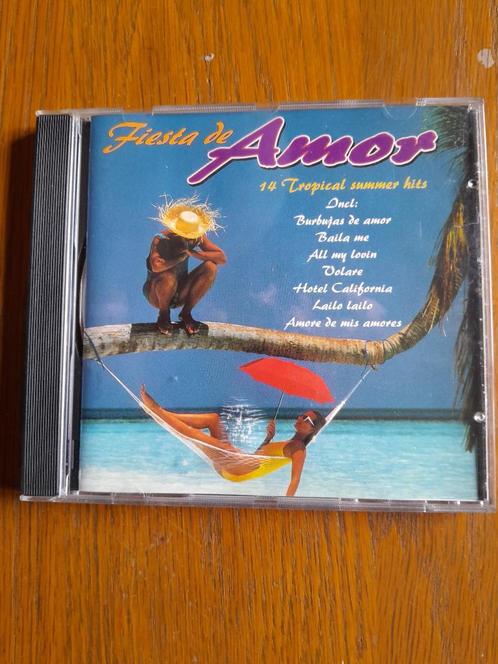 Fiesta de Amor
14 Tropical summer hits
Incl:
Burbujas de amor
Baila me
All my lovin
Volare
Hotel California
Lailo lailo
Amore de mis amores